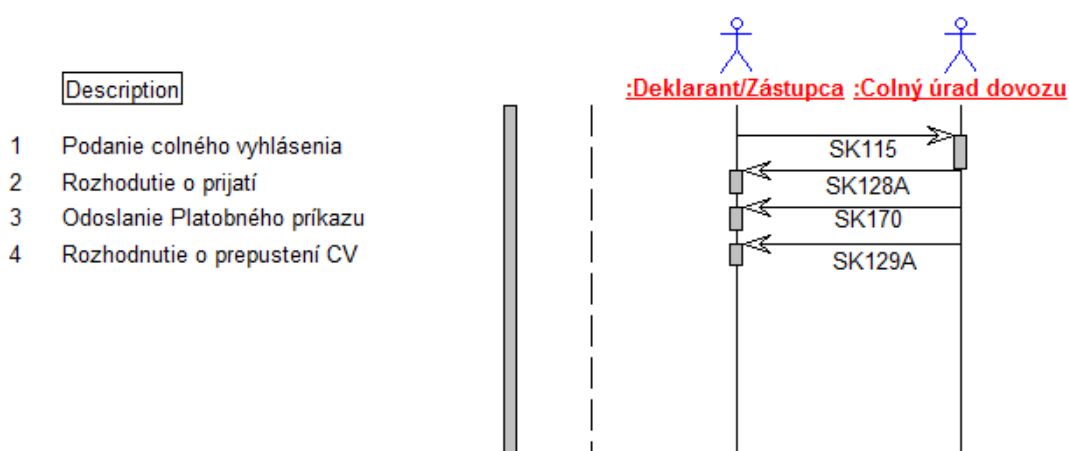 :Deklarant/Zástupca :Colný úrad dovozu
Description
1 Podanie colného vyhlásenia
SK115
2 Rozhodutie o prijatí
SK128A
3 Odoslanie Platobného príkazu
SK170
4 Rozhodnutie o prepustení CV
SK129A